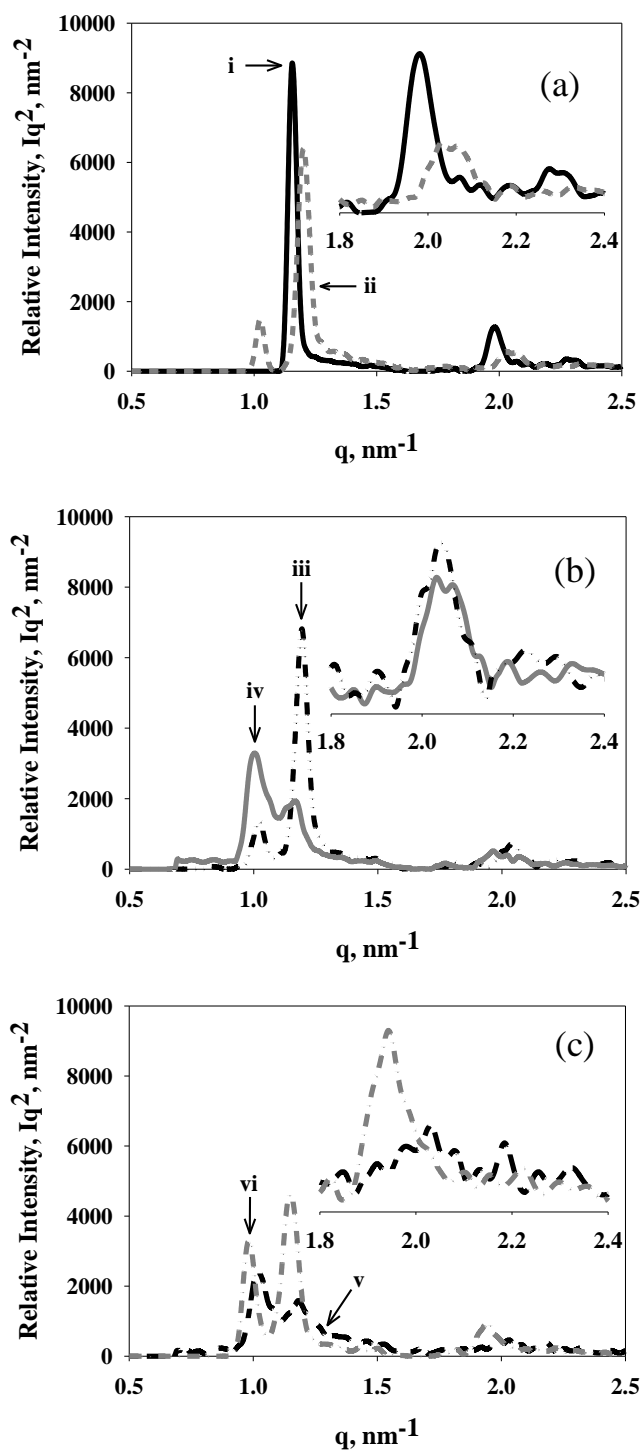 10000
8000
6000
4000
2000
0
Relative Intensity, Iq², nm⁻²
i
ii
(a)
1.8 2.0 2.2 2.4
0.5 1.0 1.5 2.0 2.5
q, nm⁻¹
10000
8000
6000
4000
2000
0
Relative Intensity, Iq², nm⁻²
iii
iv
(b)
1.8 2.0 2.2 2.4
0.5 1.0 1.5 2.0 2.5
q, nm⁻¹
10000
8000
6000
4000
2000
0
Relative Intensity, Iq², nm⁻²
vi
v
(c)
1.8 2.0 2.2 2.4
0.5 1.0 1.5 2.0 2.5
q, nm⁻¹